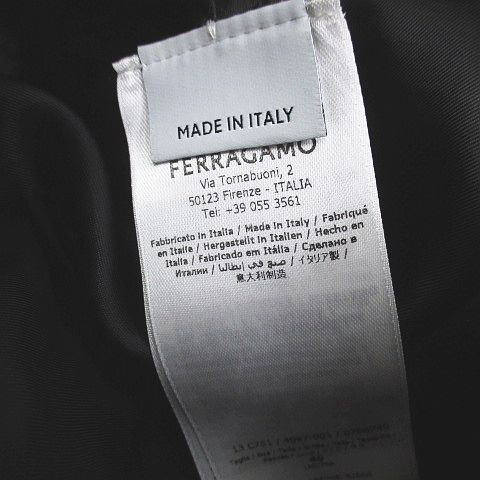 MADE IN ITALY
FERRAGAMO
Via Tornabuoni, 2
50123 Firenze - ITALIA
Tel: +39 055 3561
Fabbricato in Italia / Made in Italy / Fabriqué
en Italie / Hergestellt in Italien / Hecho en
Italia / Fabricado em Itália / Сделано в
Италии / صنع في إيطاليا / イタリア製 /
意大利制造